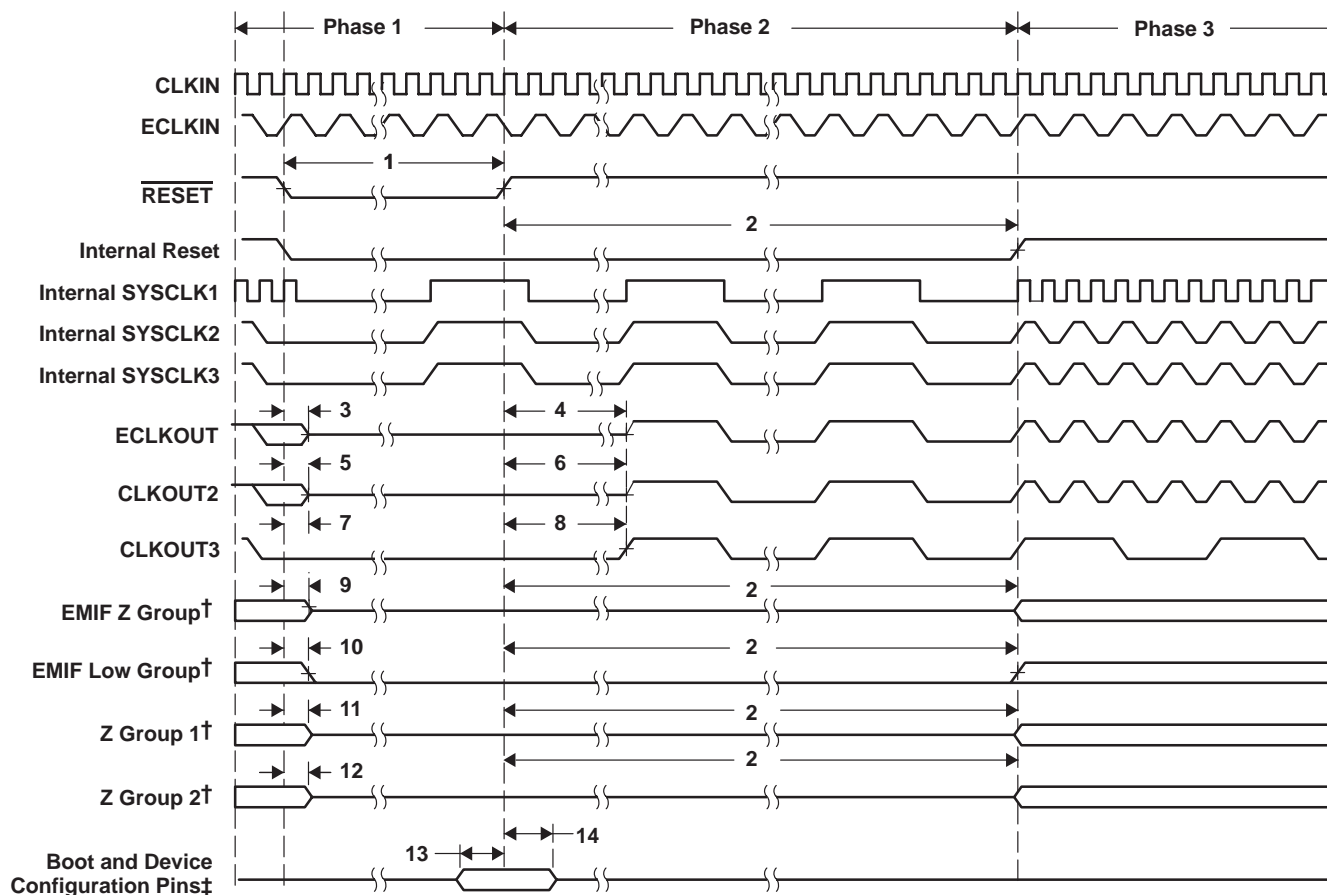 Phase 1
Phase 2
Phase 3
CLKIN
ECLKIN
1
RESET
2
Internal Reset
Internal SYSCLK1
Internal SYSCLK2
Internal SYSCLK3
3
4
ECLKOUT
5
6
CLKOUT2
7
8
CLKOUT3
9
2
EMIF Z Group†
10
2
EMIF Low Group†
11
2
Z Group 1†
2
12
Z Group 2†
14
13
Boot and Device
Configuration Pins‡